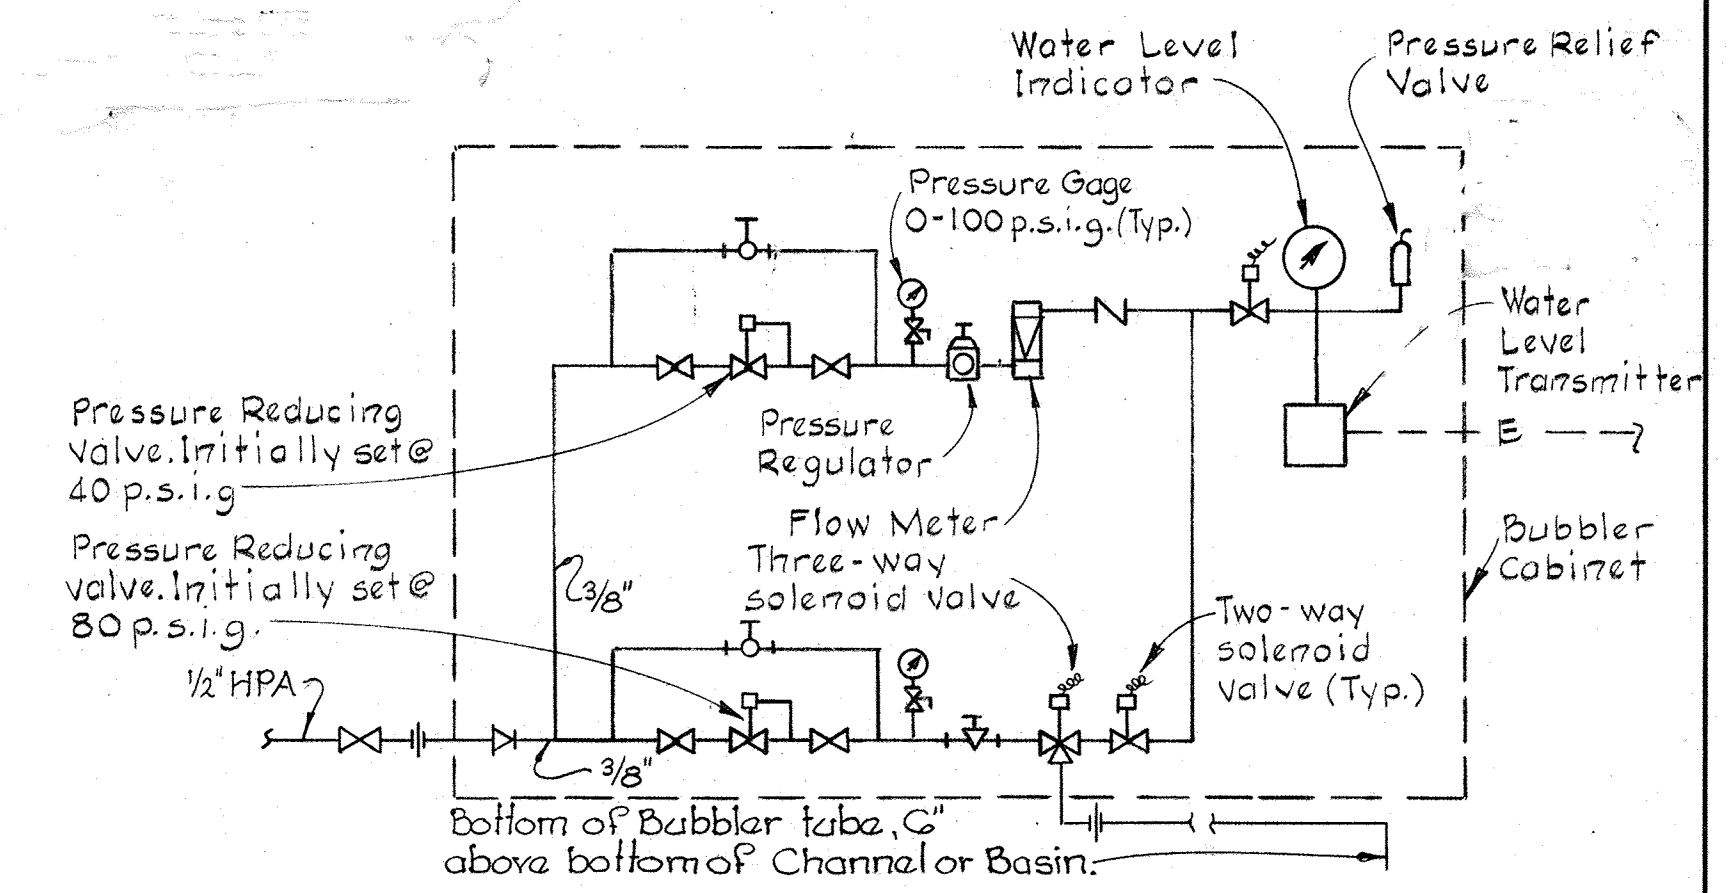 Water Level
Indicator
Pressure Relief
Valve
Pressure Gage
0-100 p.s.i.g.(Typ.)
Water
Level
Transmitter
Pressure Reducing
Valve. Initially set @
40 p.s.i.g
Pressure
Regulator
E
Flow Meter
Bubbler
Cabinet
Pressure Reducing
valve. Initially set @
80 p.s.i.g.
Three-way
solenoid valve
3/8"
Two-way
solenoid
valve (Typ.)
1/2" HPA
3/8"
Bottom of Bubbler tube, 6"
above bottom of Channel or Basin.